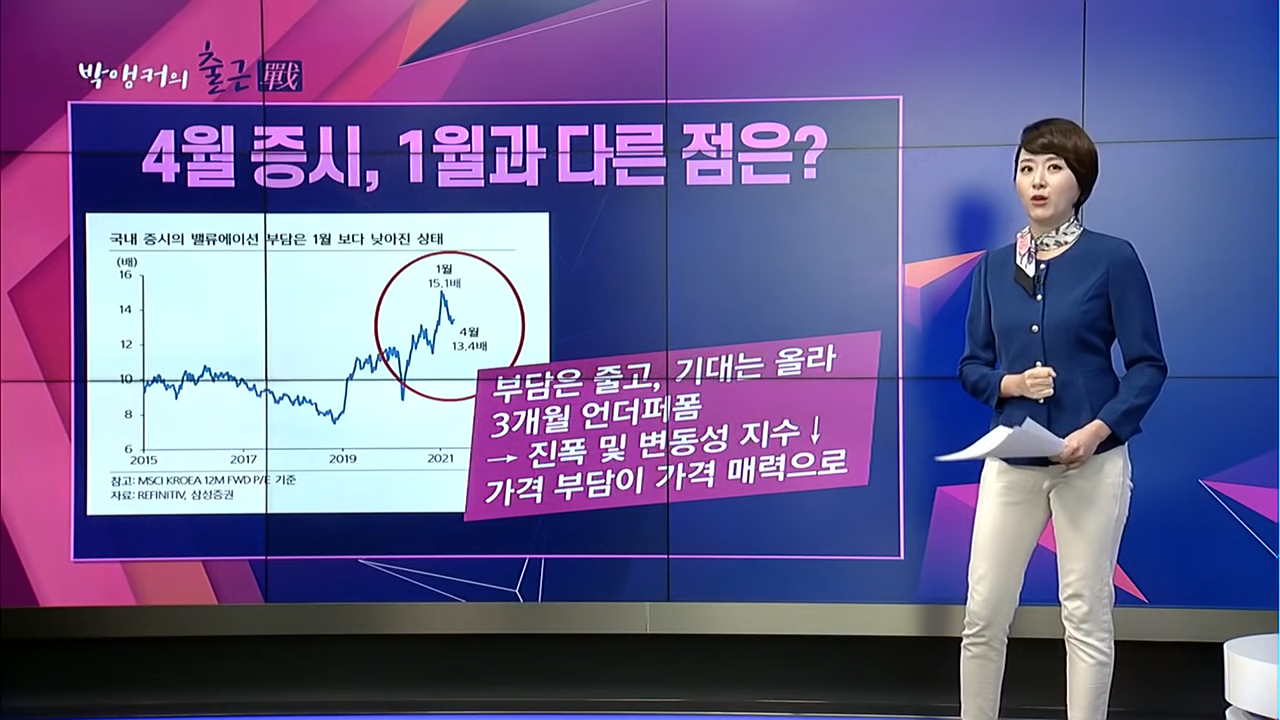 박앵커의 출근 戰
4월 증시, 1월과 다른 점은?
국내 증시의 밸류에이션 부담은 1월 보다 낮아진 상태
(배)
16
14
12
10
8
6
1월
15.1배
4월
13.4배
2015 2017 2019 2021
참고: MSCI KROEA 12M FWD P/E 기준
자료: REFINITIV, 삼성증권
부담은 줄고, 기대는 올라
3개월 언더퍼폼
→ 진폭 및 변동성 지수↓
가격 부담이 가격 매력으로